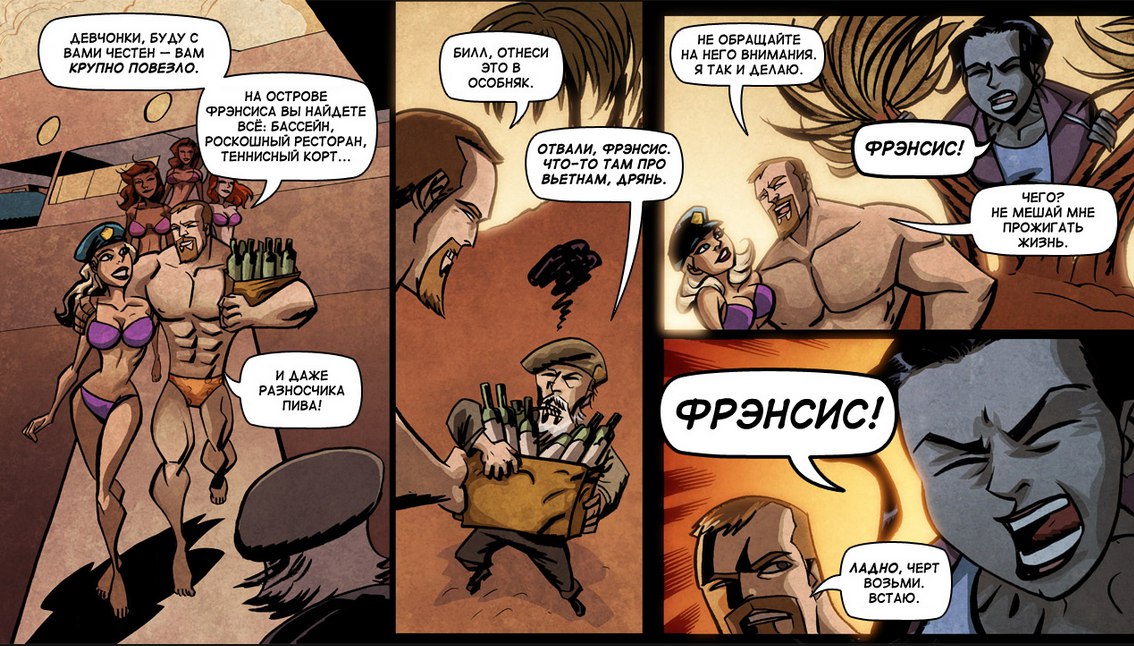 ДЕВЧОНКИ, БУДУ С
ВАМИ ЧЕСТЕН – ВАМ
КРУПНО ПОВЕЗЛО.
НА ОСТРОВЕ
ФРЭНСИСА ВЫ НАЙДЕТЕ
ВСЁ: БАССЕЙН,
РОСКОШНЫЙ РЕСТОРАН,
ТЕННИСНЫЙ КОРТ...
И ДАЖЕ
РАЗНОСЧИКА
ПИВА!
БИЛЛ, ОТНЕСИ
ЭТО В
ОСОБНЯК.
ОТВАЛИ, ФРЭНСИС.
ЧТО-ТО ТАМ ПРО
ВЬЕТНАМ, ДРЯНЬ.
НЕ ОБРАЩАЙТЕ
НА НЕГО ВНИМАНИЯ.
Я ТАК И ДЕЛАЮ.
ФРЭНСИС!
ЧЕГО?
НЕ МЕШАЙ МНЕ
ПРОЖИГАТЬ
ЖИЗНЬ.
ФРЭНСИС!
ЛАДНО, ЧЕРТ
ВОЗЬМИ.
ВСТАЮ.